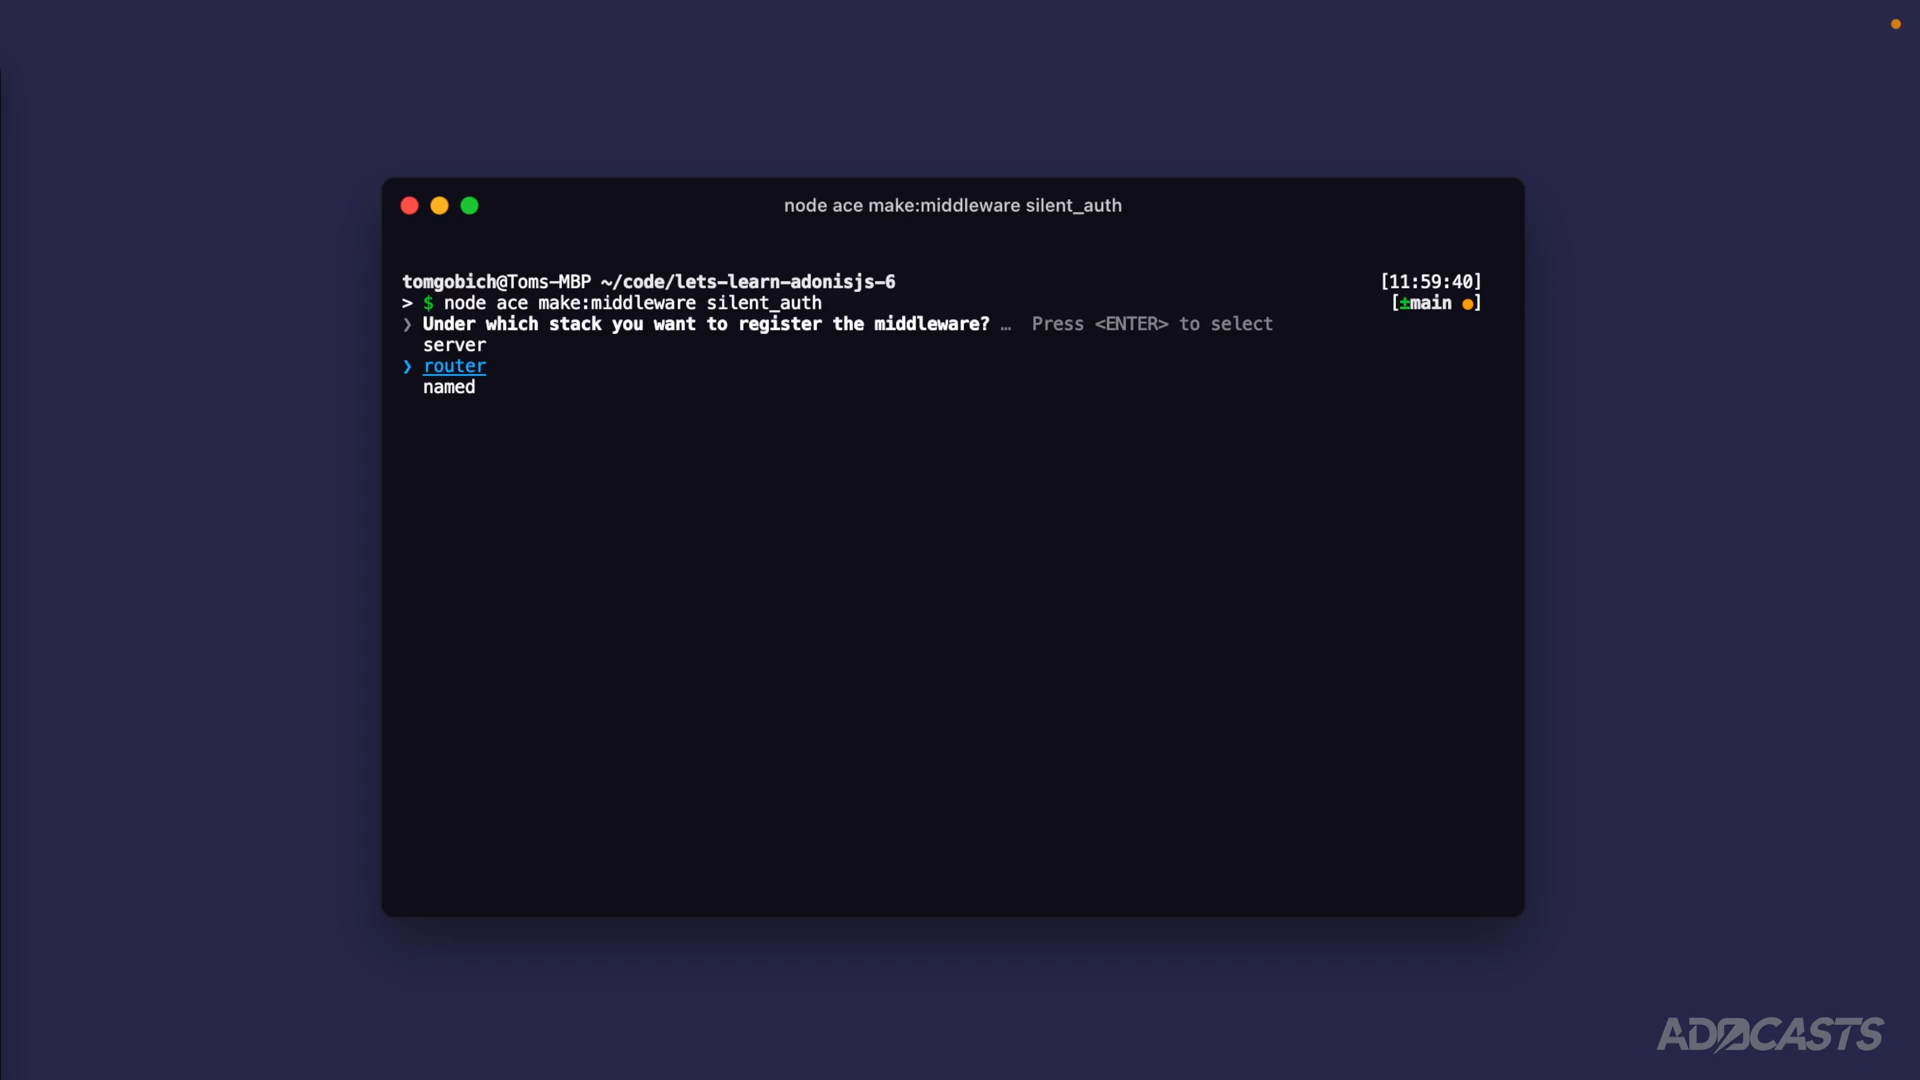 node ace make:middleware silent_auth
tomgobich@Toms-MBP ~/code/lets-learn-adonisjs-6 [11:59:40]
> $ node ace make:middleware silent_auth [±main ●]
❯ Under which stack you want to register the middleware? … Press <ENTER> to select
server
❯ router
named
ADOCASTS